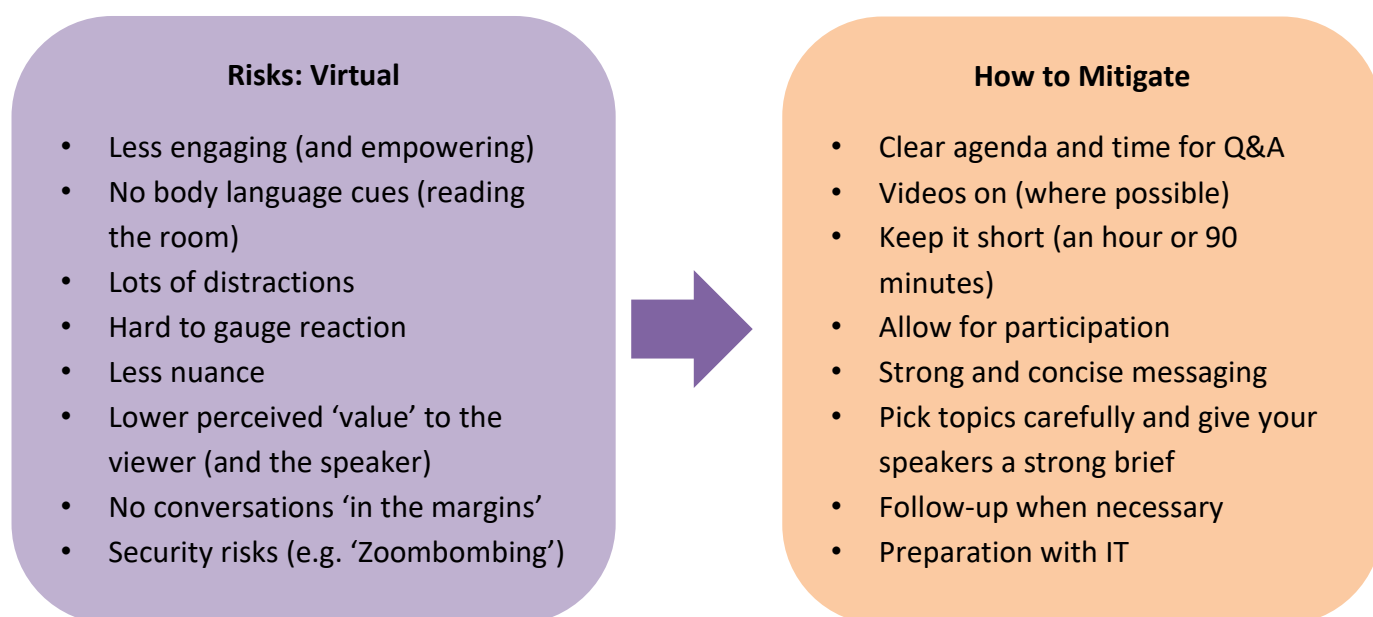 Risks: Virtual
• Less engaging (and empowering)
• No body language cues (reading
the room)
• Lots of distractions
• Hard to gauge reaction
• Less nuance
• Lower perceived ‘value’ to the
viewer (and the speaker)
• No conversations ‘in the margins’
• Security risks (e.g. ‘Zoombombing’)
How to Mitigate
• Clear agenda and time for Q&A
• Videos on (where possible)
• Keep it short (an hour or 90
minutes)
• Allow for participation
• Strong and concise messaging
• Pick topics carefully and give your
speakers a strong brief
• Follow-up when necessary
• Preparation with IT